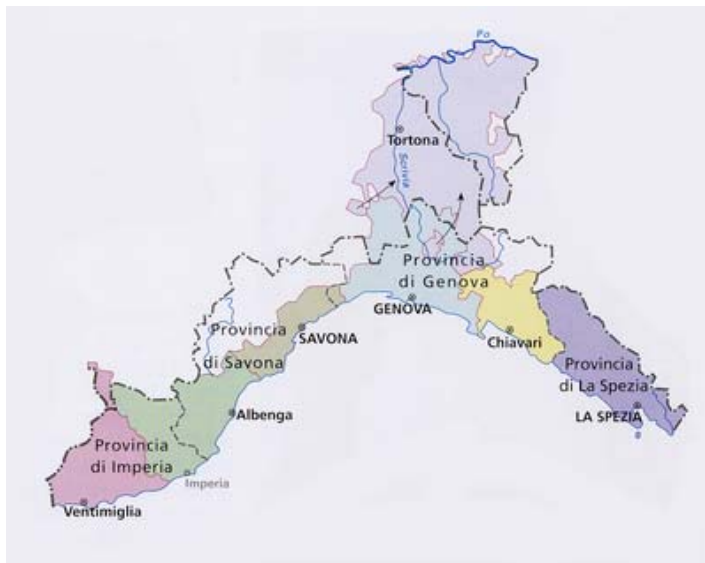 Po
Tortona
Scrivia
Provincia
di Genova
GENOVA
Chiavari
Provincia
di Savona
SAVONA
Provincia
di La Spezia
LA SPEZIA
Albenga
Provincia
di Imperia
Imperia
Ventimiglia